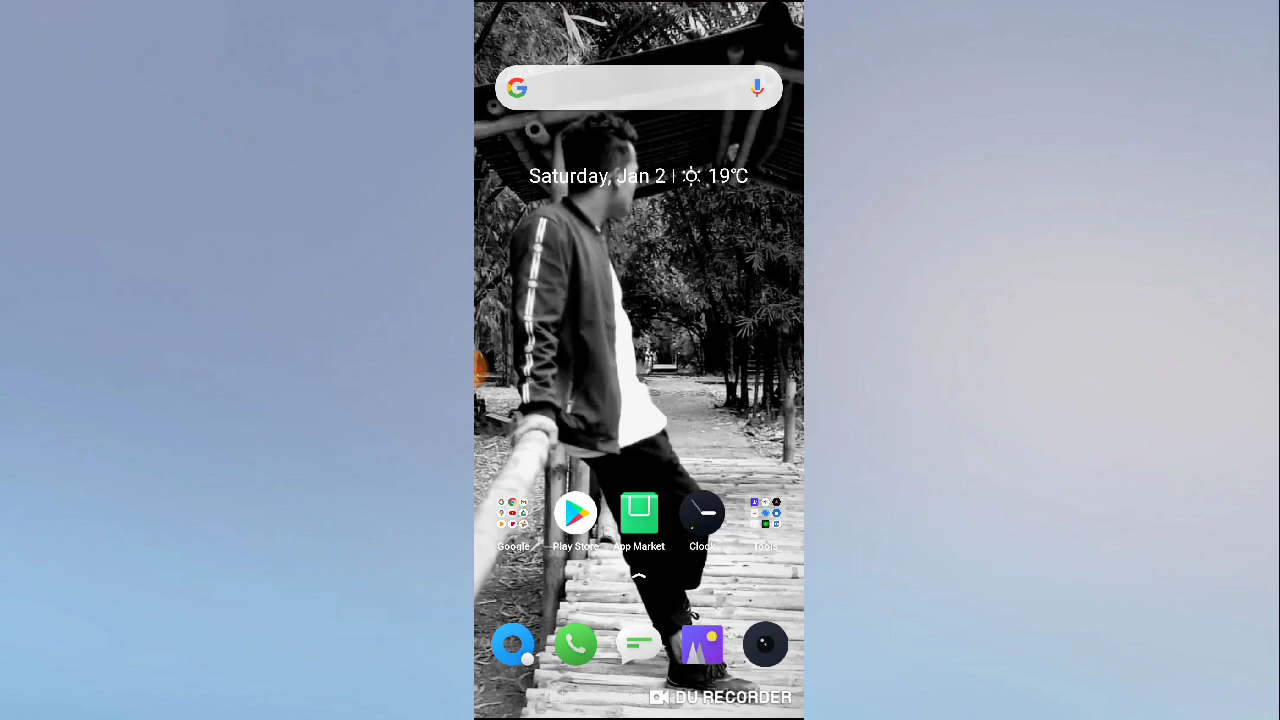 Saturday, Jan 2 | 19°C
Google
Play Store
App Market
Clock
Tools
DU RECORDER